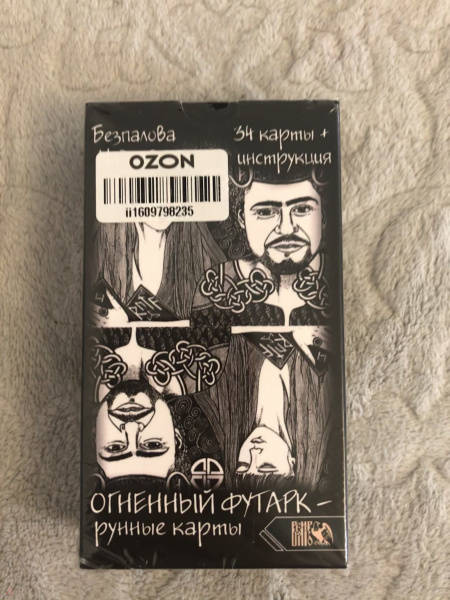 Безпалова
34 карты +
инструкция
OZON
ii1609798235
ОГНЕННЫЙ ФУТАРК –
рунные карты